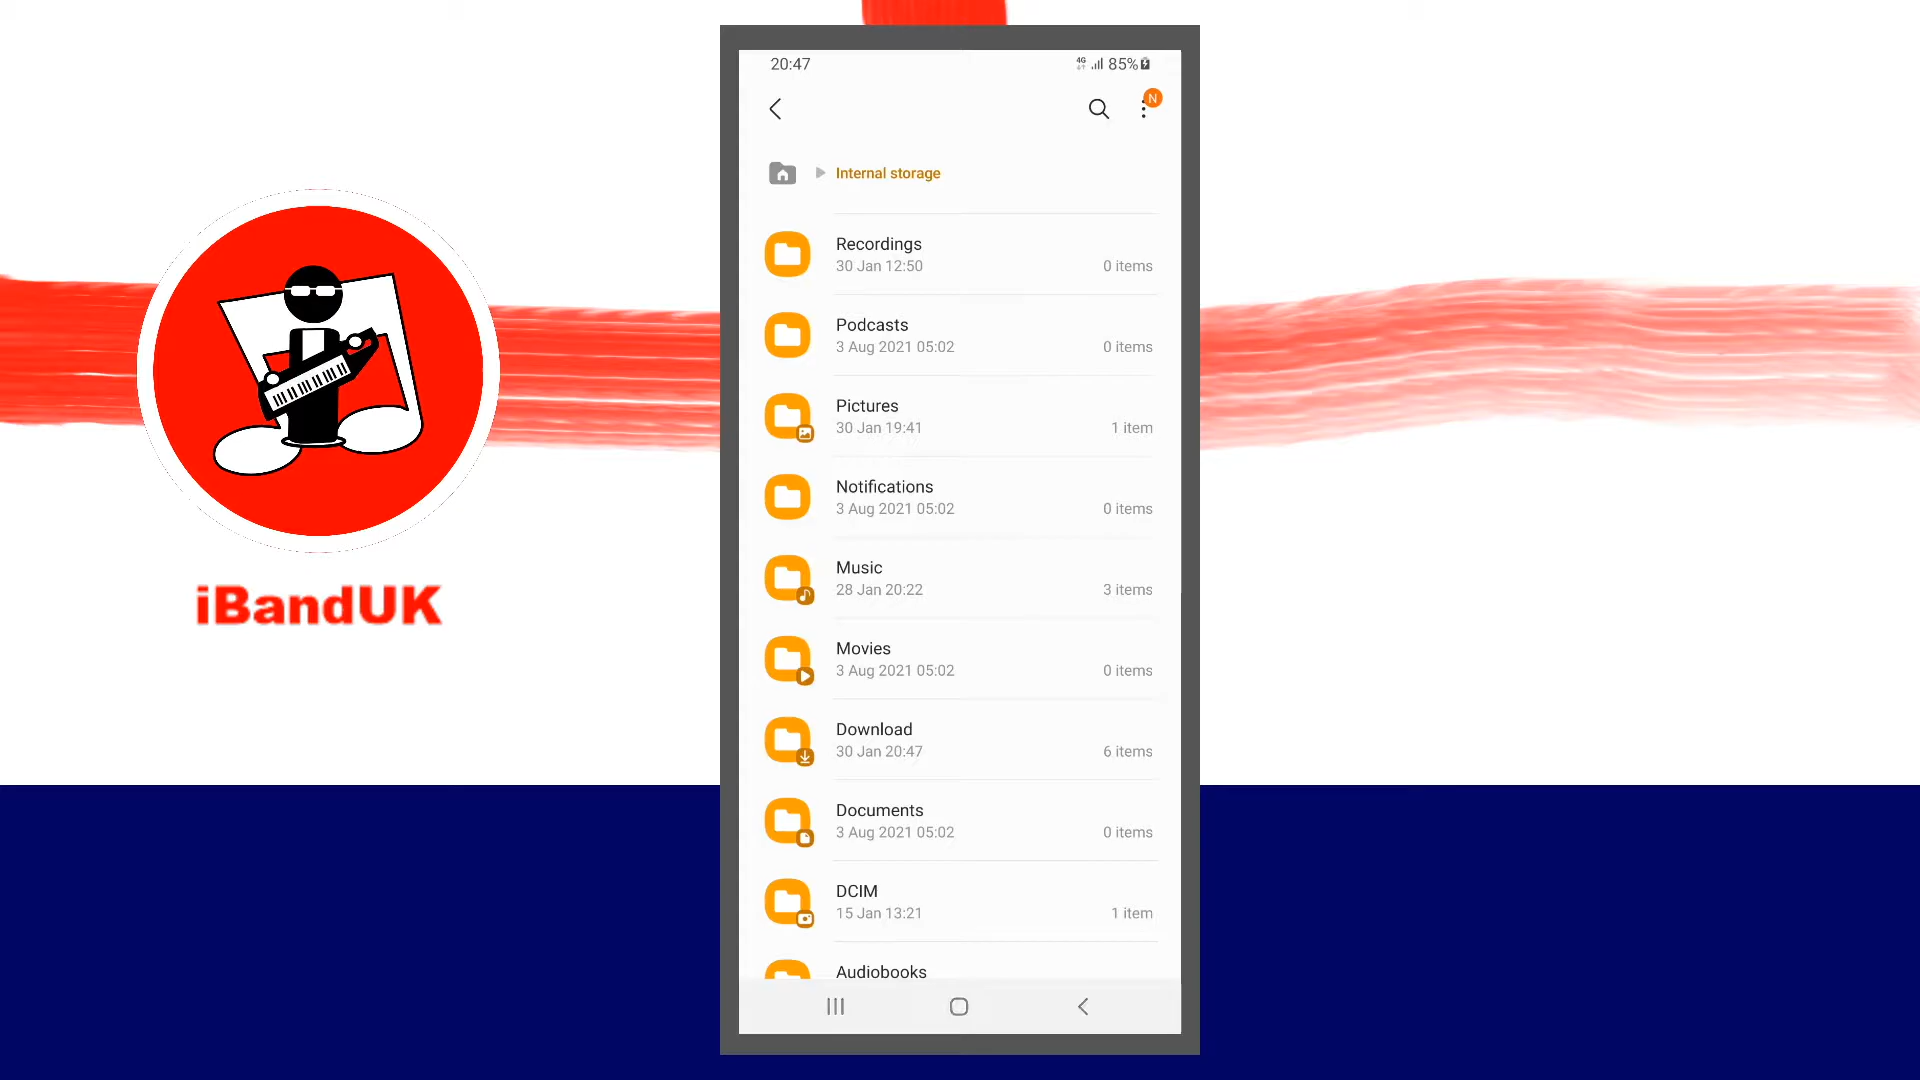 20:47
4G 85%
N
Internal storage
Recordings
30 Jan 12:50 0 items
Podcasts
3 Aug 2021 05:02 0 items
Pictures
30 Jan 19:41 1 item
Notifications
3 Aug 2021 05:02 0 items
Music
28 Jan 20:22 3 items
Movies
3 Aug 2021 05:02 0 items
Download
30 Jan 20:47 6 items
Documents
3 Aug 2021 05:02 0 items
DCIM
15 Jan 13:21 1 item
Audiobooks
iBandUK